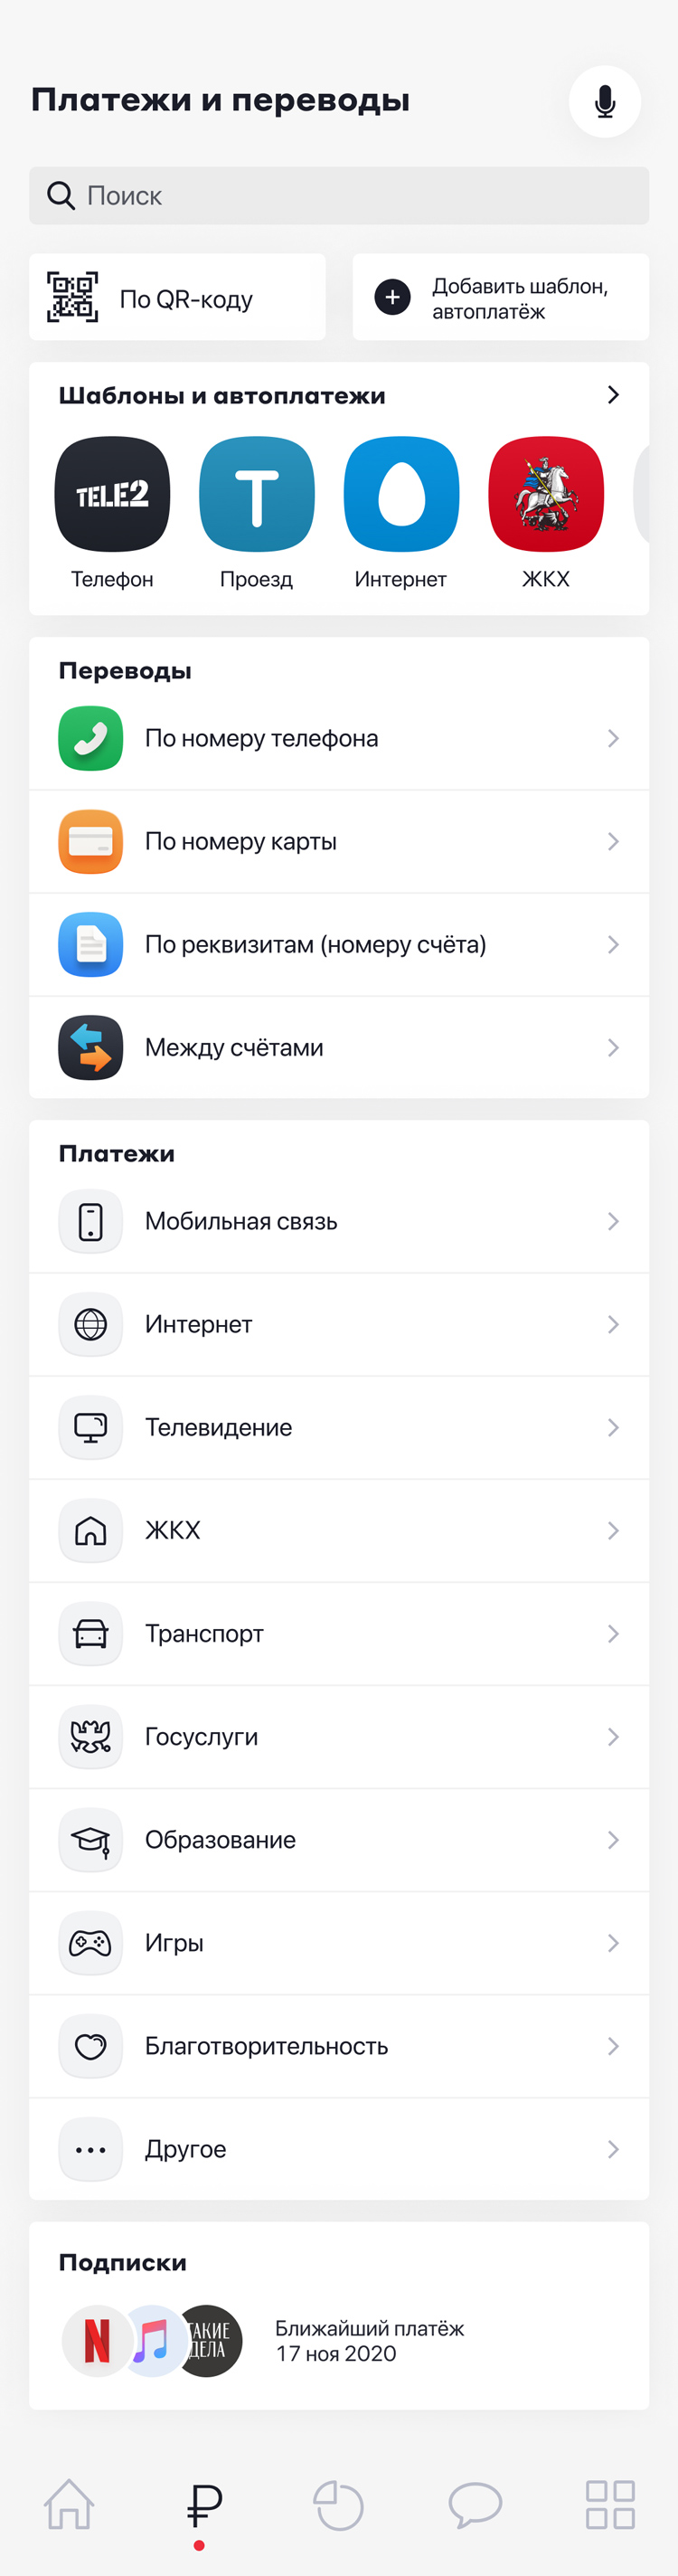 Платежи и переводы
Поиск
По QR-коду
Добавить шаблон,
автоплатёж
Шаблоны и автоплатежи
TELE2
T
Телефон
Проезд
Интернет
ЖКХ
Переводы
По номеру телефона
По номеру карты
По реквизитам (номеру счёта)
Между счётами
Платежи
Мобильная связь
Интернет
Телевидение
ЖКХ
Транспорт
Госуслуги
Образование
Игры
Благотворительность
Другое
Подписки
N
ТАКИЕ
ДЕЛА
Ближайший платёж
17 ноя 2020
₽